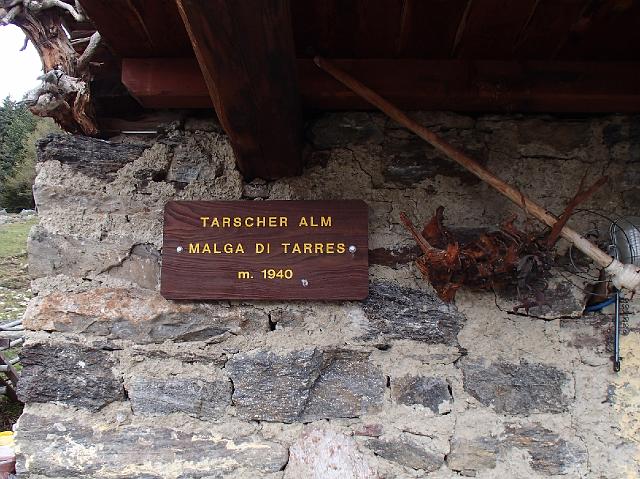 TARSCHER ALM
MALGA DI TARRES
m. 1940